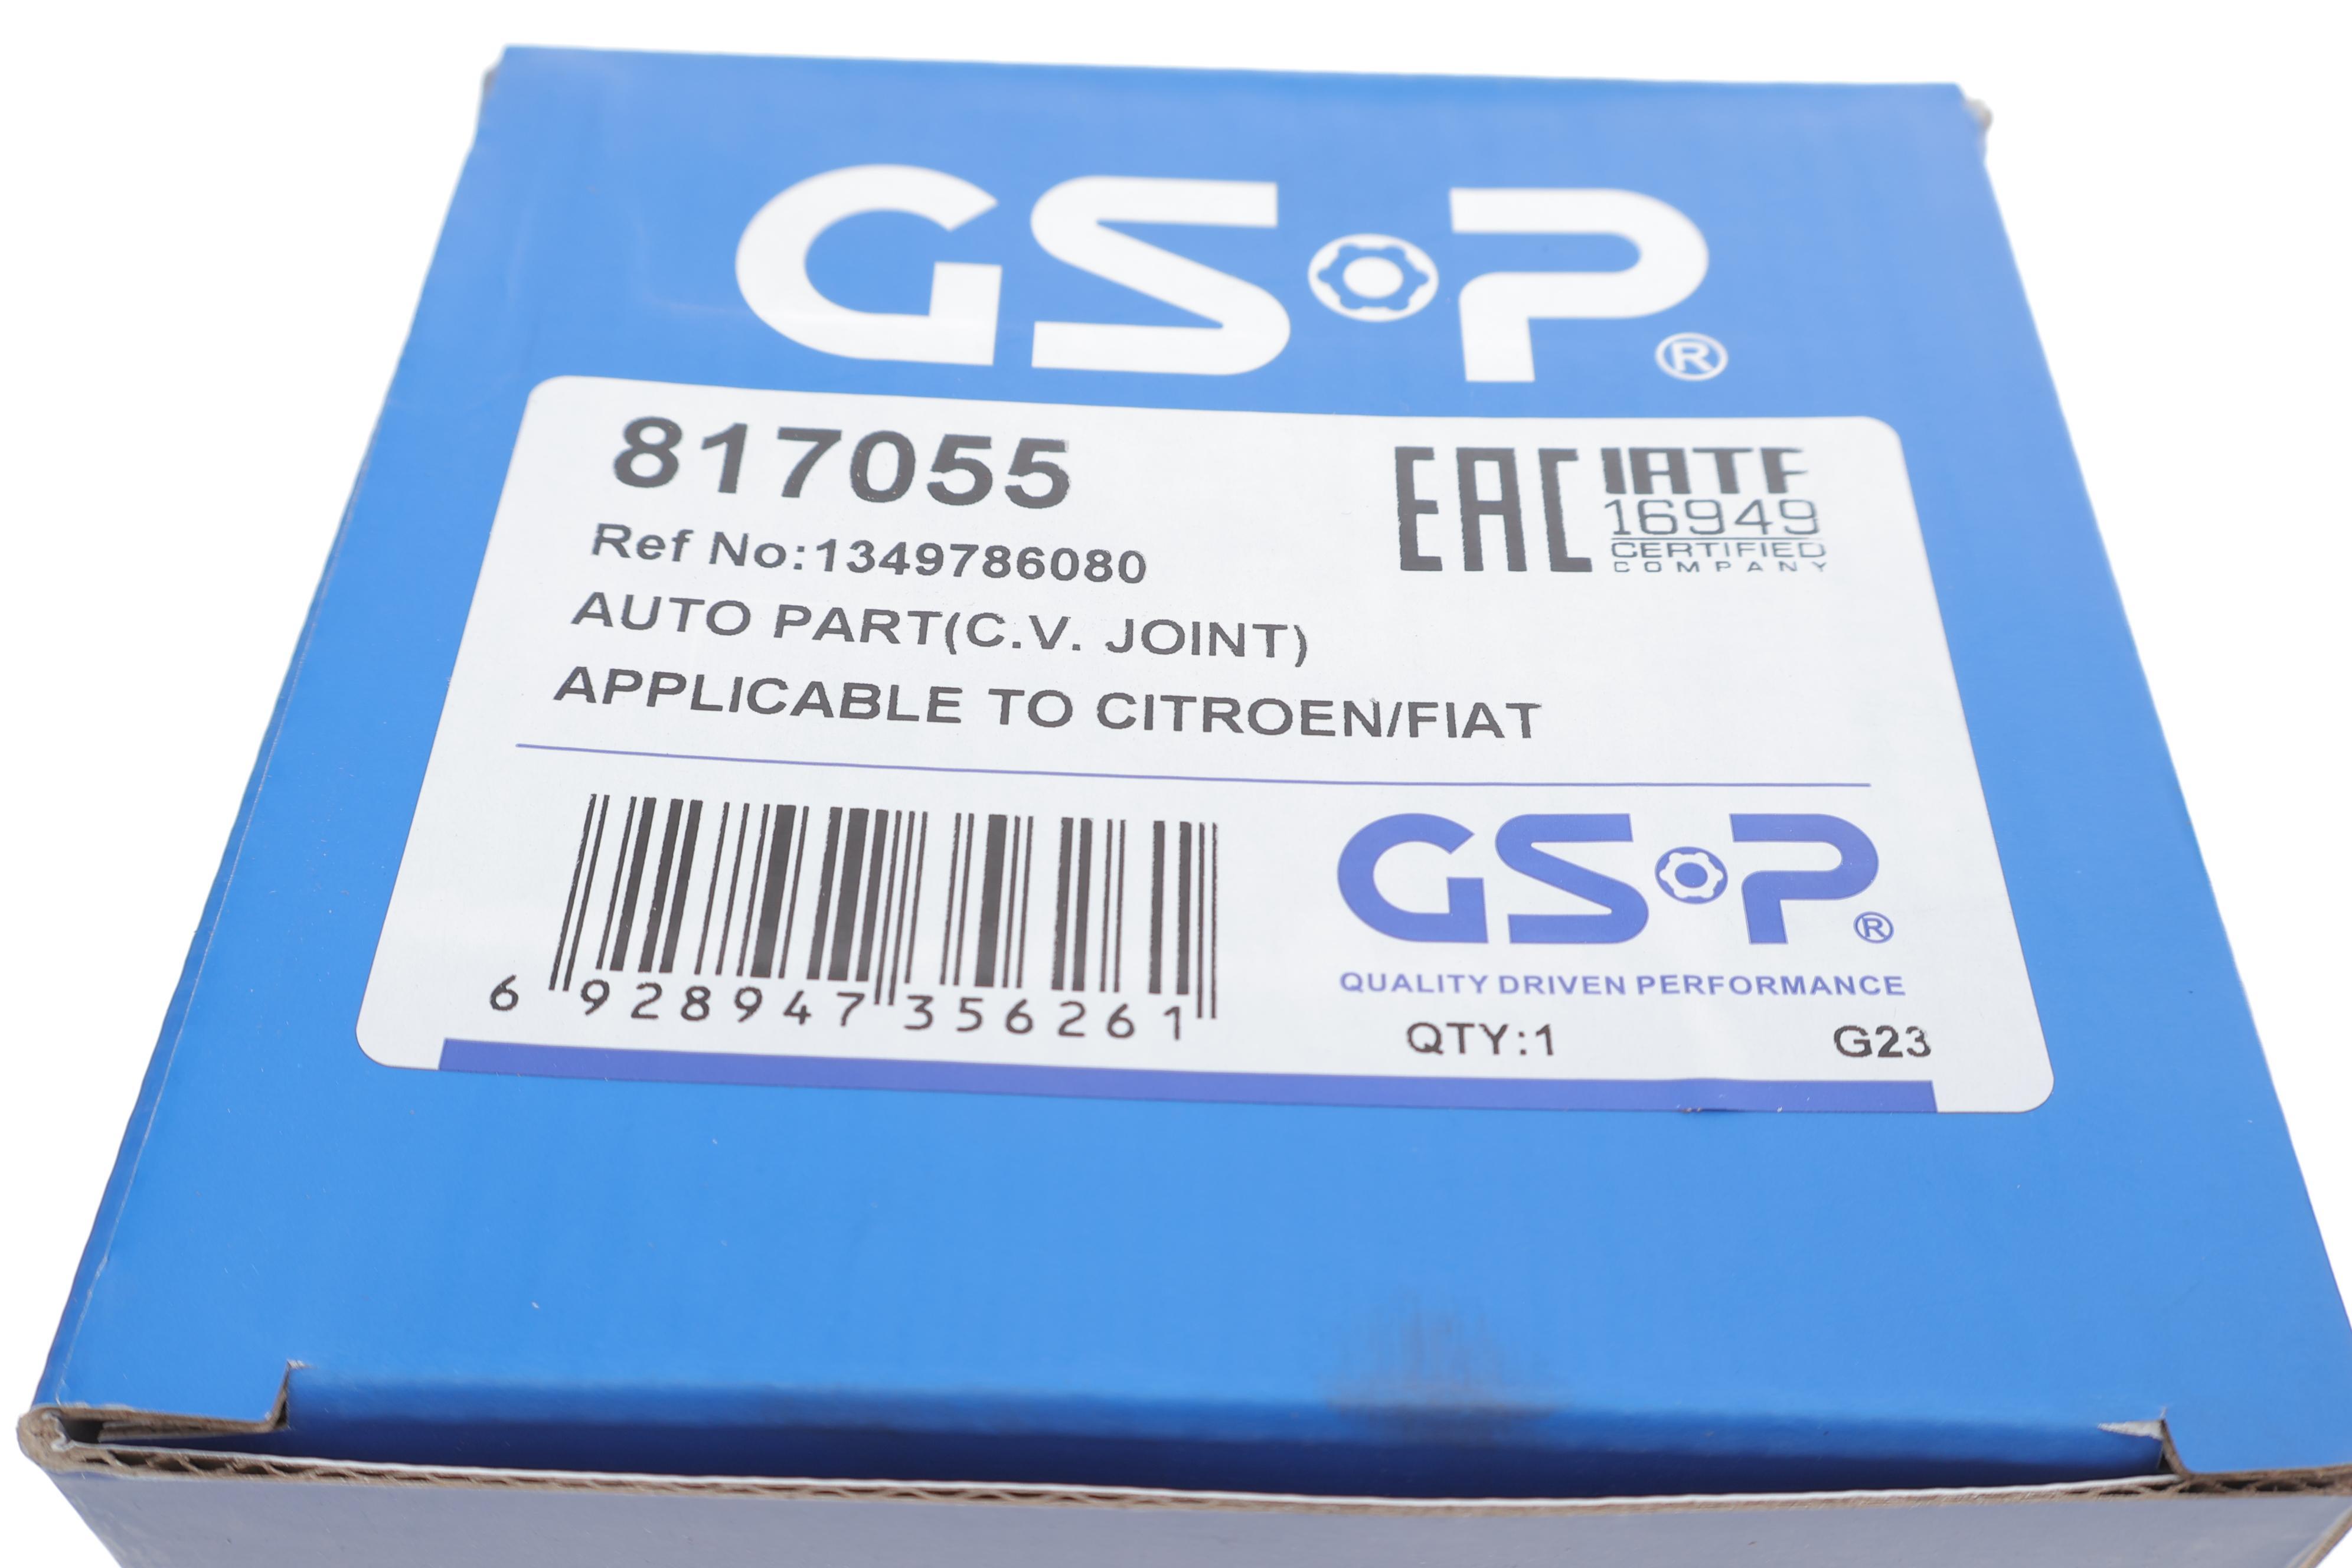 GSP®
817055
EAC
IATF
16949
CERTIFIED
COMPANY
Ref No:1349786080
AUTO PART(C.V. JOINT)
APPLICABLE TO CITROEN/FIAT
6 928947 356261
GSP®
QUALITY DRIVEN PERFORMANCE
QTY:1 G23